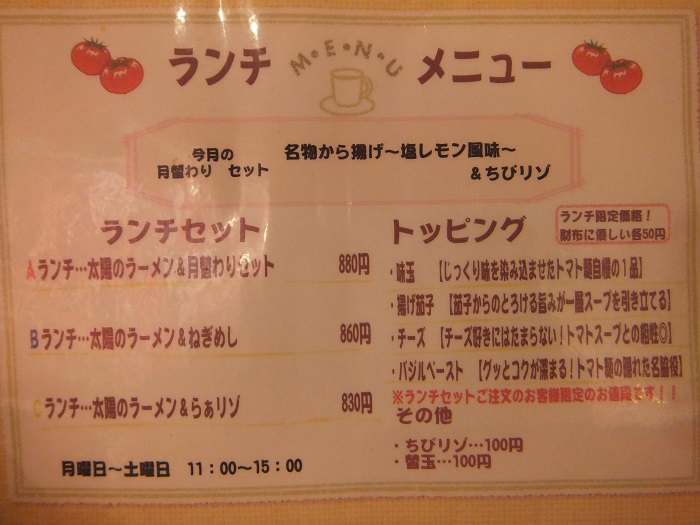 ランチ MENU メニュー
今月の
月替わり セット
名物から揚げ〜塩レモン風味〜
＆ちびリゾ
ランチセット
Aランチ…太陽のラーメン＆月替わりセット 880円
Bランチ…太陽のラーメン＆ねぎめし 860円
Cランチ…太陽のラーメン＆らぁリゾ 830円
月曜日〜土曜日 11：00〜15：00
トッピング
ランチ限定価格！
財布に優しい各50円
・味玉 【じっくり味を染み込ませたトマト麺自慢の1品】
・揚げ茄子 【茄子からのとろける旨みが一層スープを引き立てる】
・チーズ 【チーズ好きにはたまらない！トマトスープとの相性◎】
・バジルペースト 【グッとコクが深まる！トマト麺の隠れた名脇役】
※ランチセットご注文のお客様限定のお値段です！！
その他
・ちびリゾ…100円
・替玉…100円